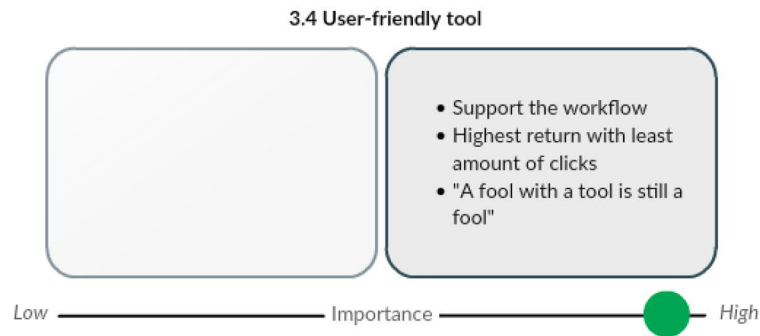 3.4 User-friendly tool
• Support the workflow
• Highest return with least
amount of clicks
• "A fool with a tool is still a
fool"
Low Importance High